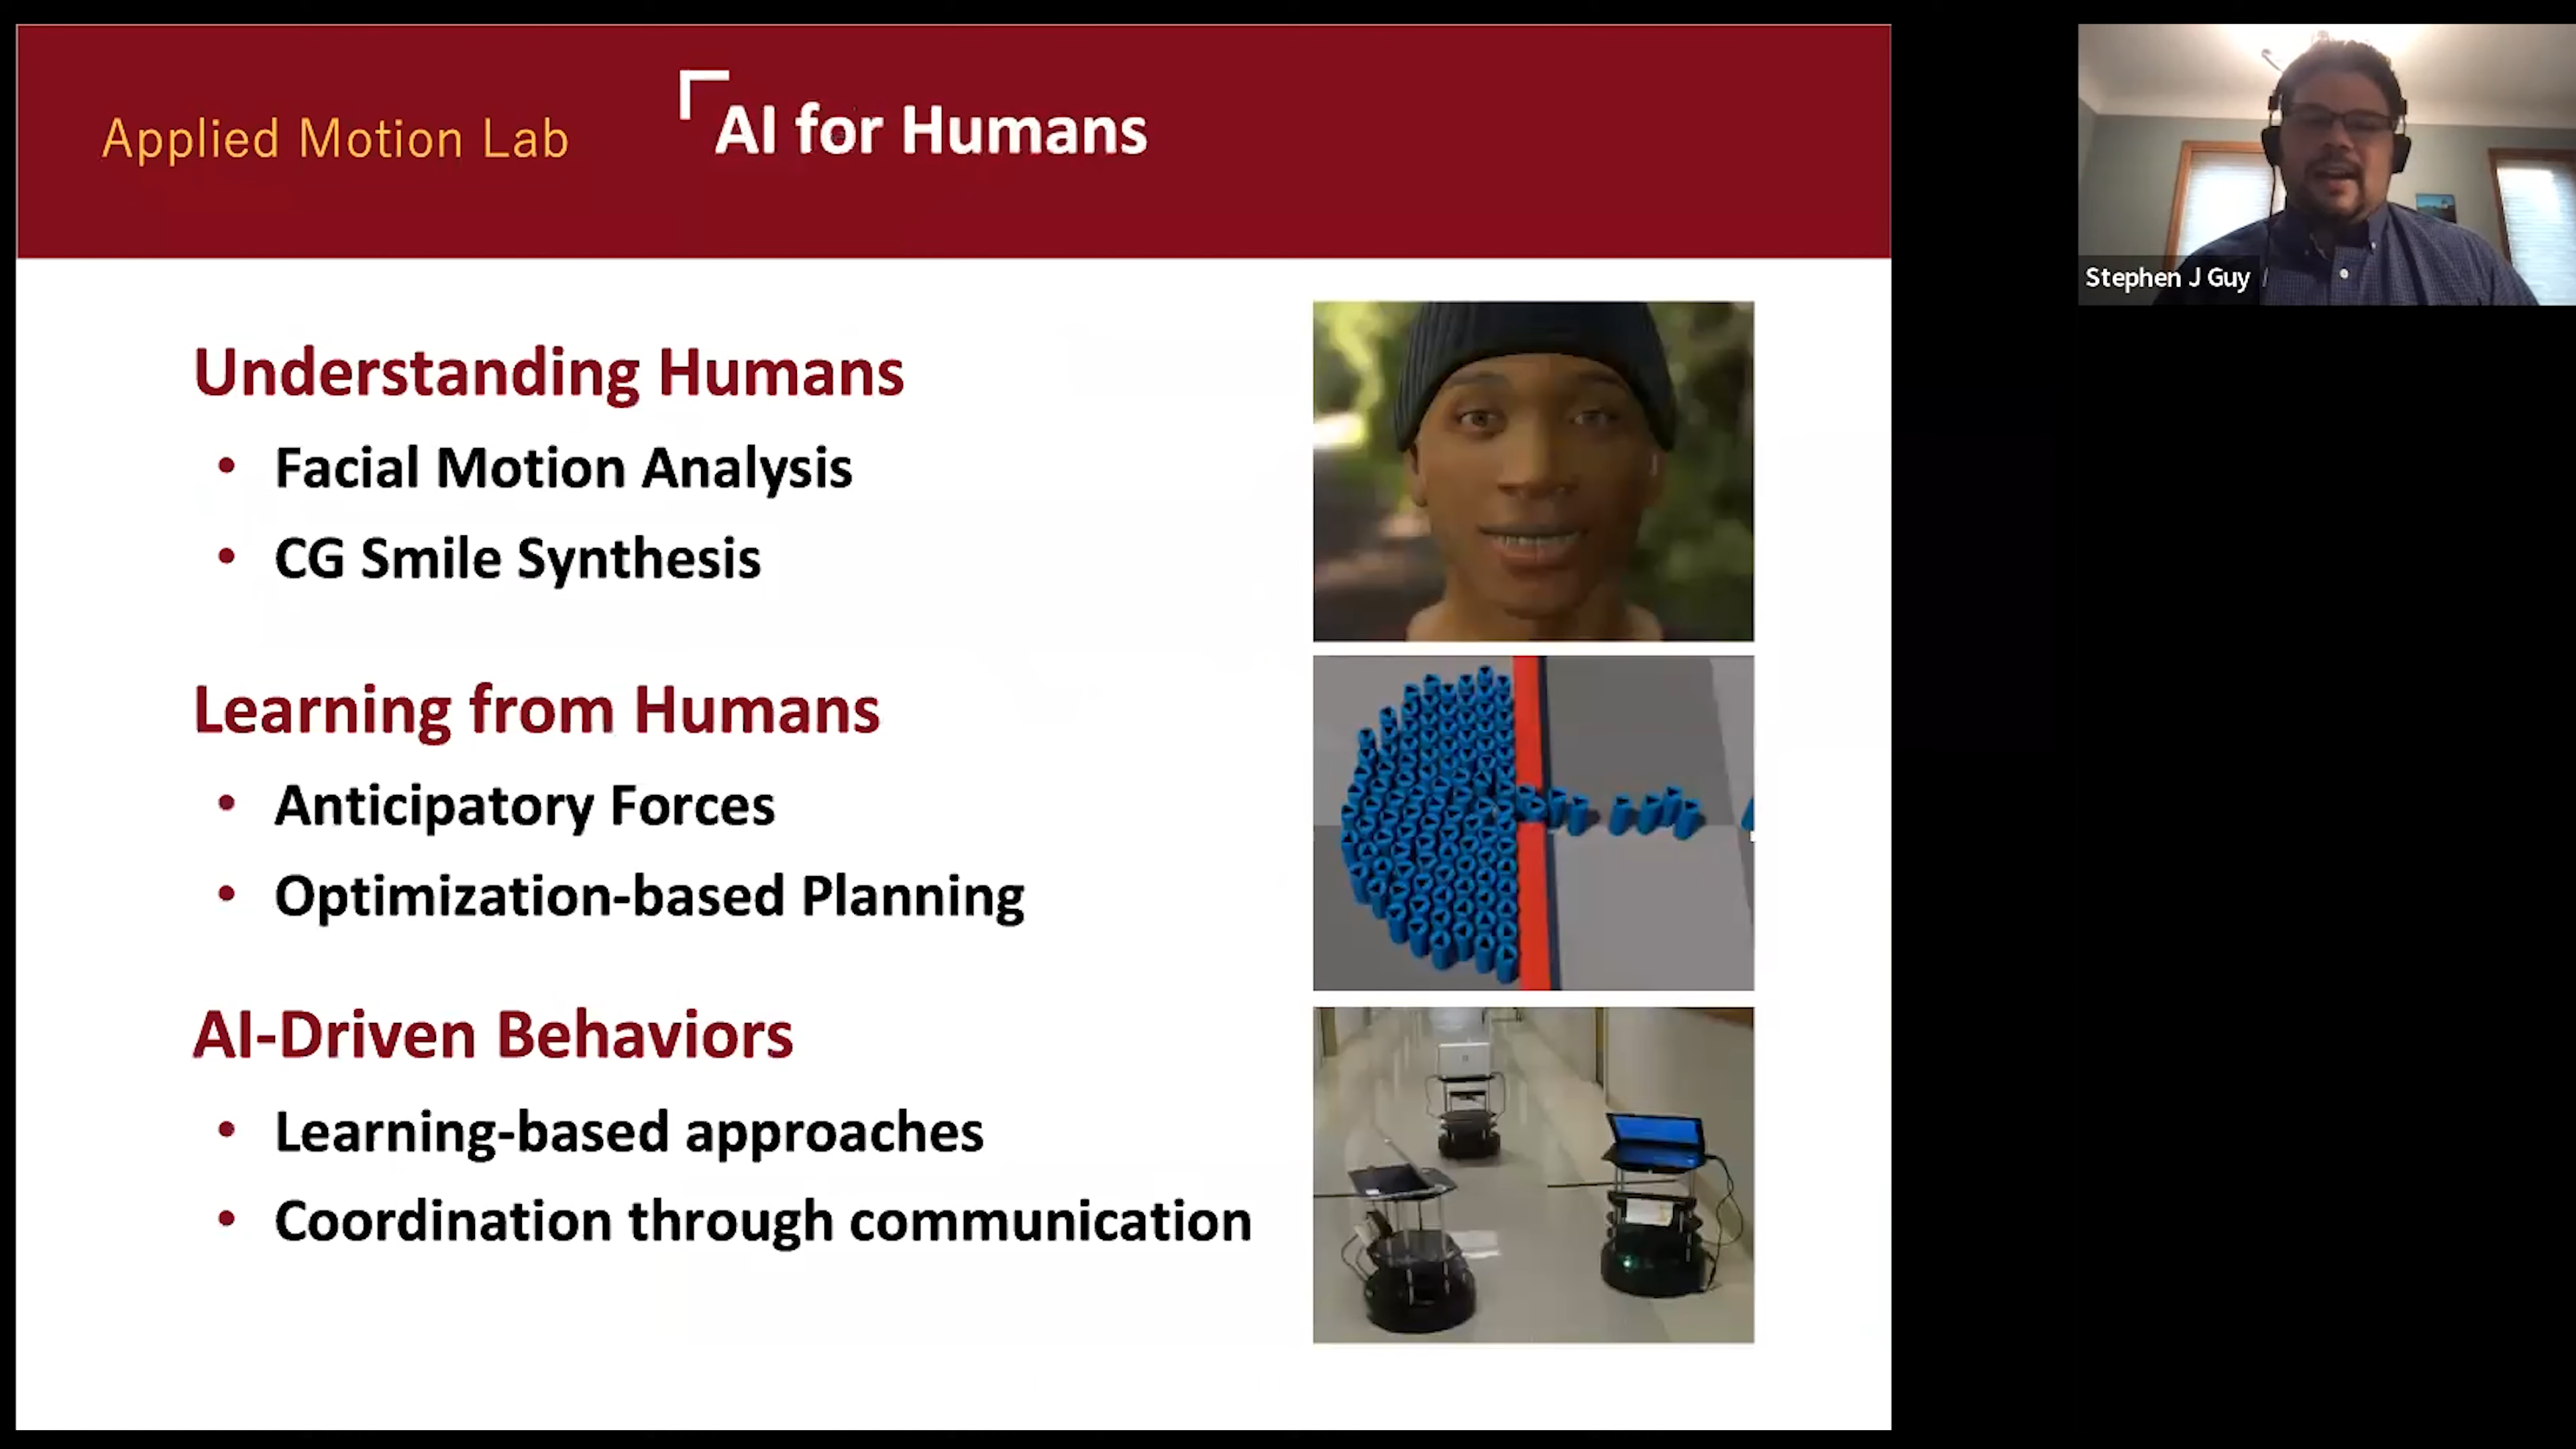 Applied Motion Lab
AI for Humans
Understanding Humans
• Facial Motion Analysis
• CG Smile Synthesis
Learning from Humans
• Anticipatory Forces
• Optimization-based Planning
AI-Driven Behaviors
• Learning-based approaches
• Coordination through communication
Stephen J Guy